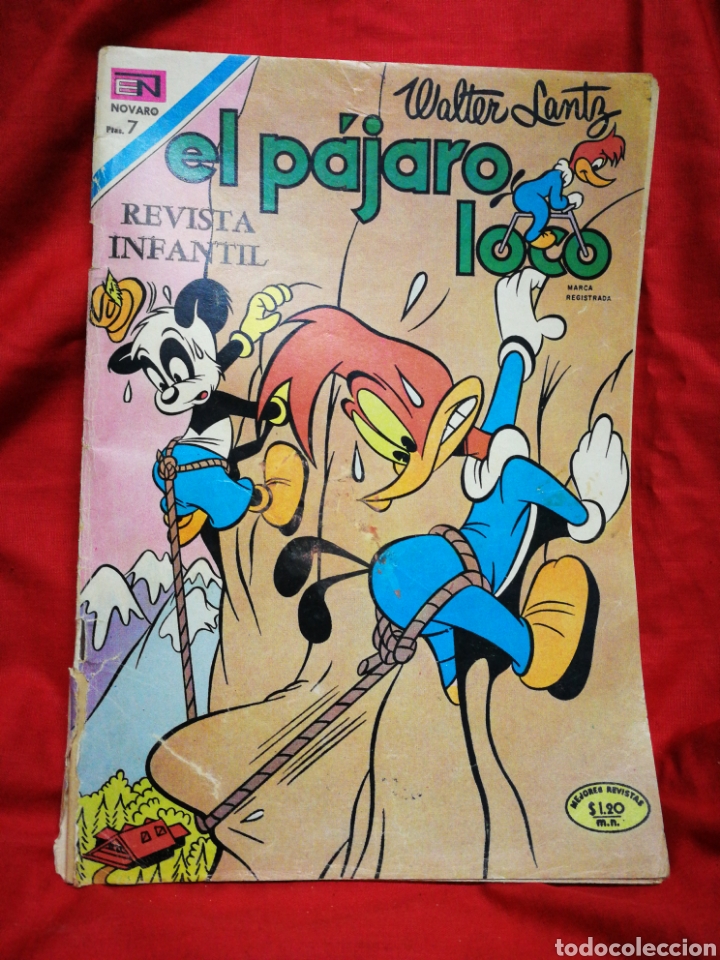 EN
NOVARO
Ptas. 7
Walter Lantz
el pájaro
loco
MARCA
REGISTRADA
REVISTA
INFANTIL
MEJORES REVISTAS
$1.20
m.n.
todocoleccion